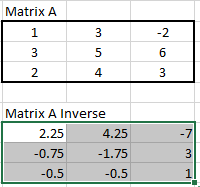 Matrix A
1 3 -2
3 5 6
2 4 3
Matrix A Inverse
2.25 4.25 -7
-0.75 -1.75 3
-0.5 -0.5 1